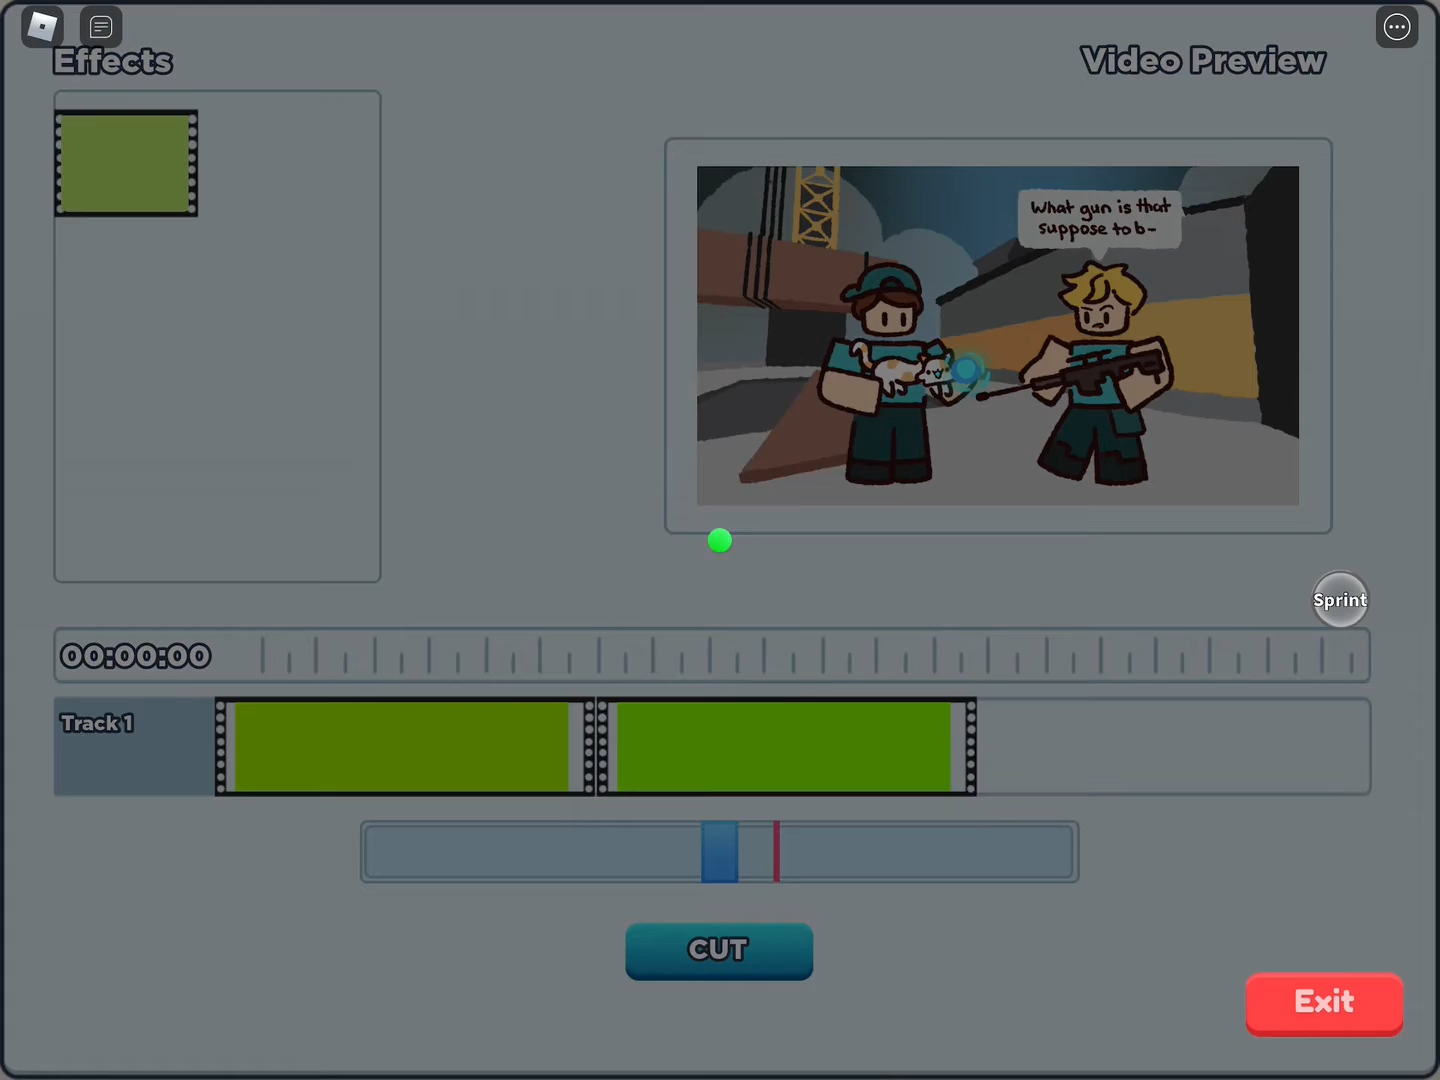 Effects
Video Preview
What gun is that
suppose to b-
Sprint
00:00:00
Track 1
CUT
Exit